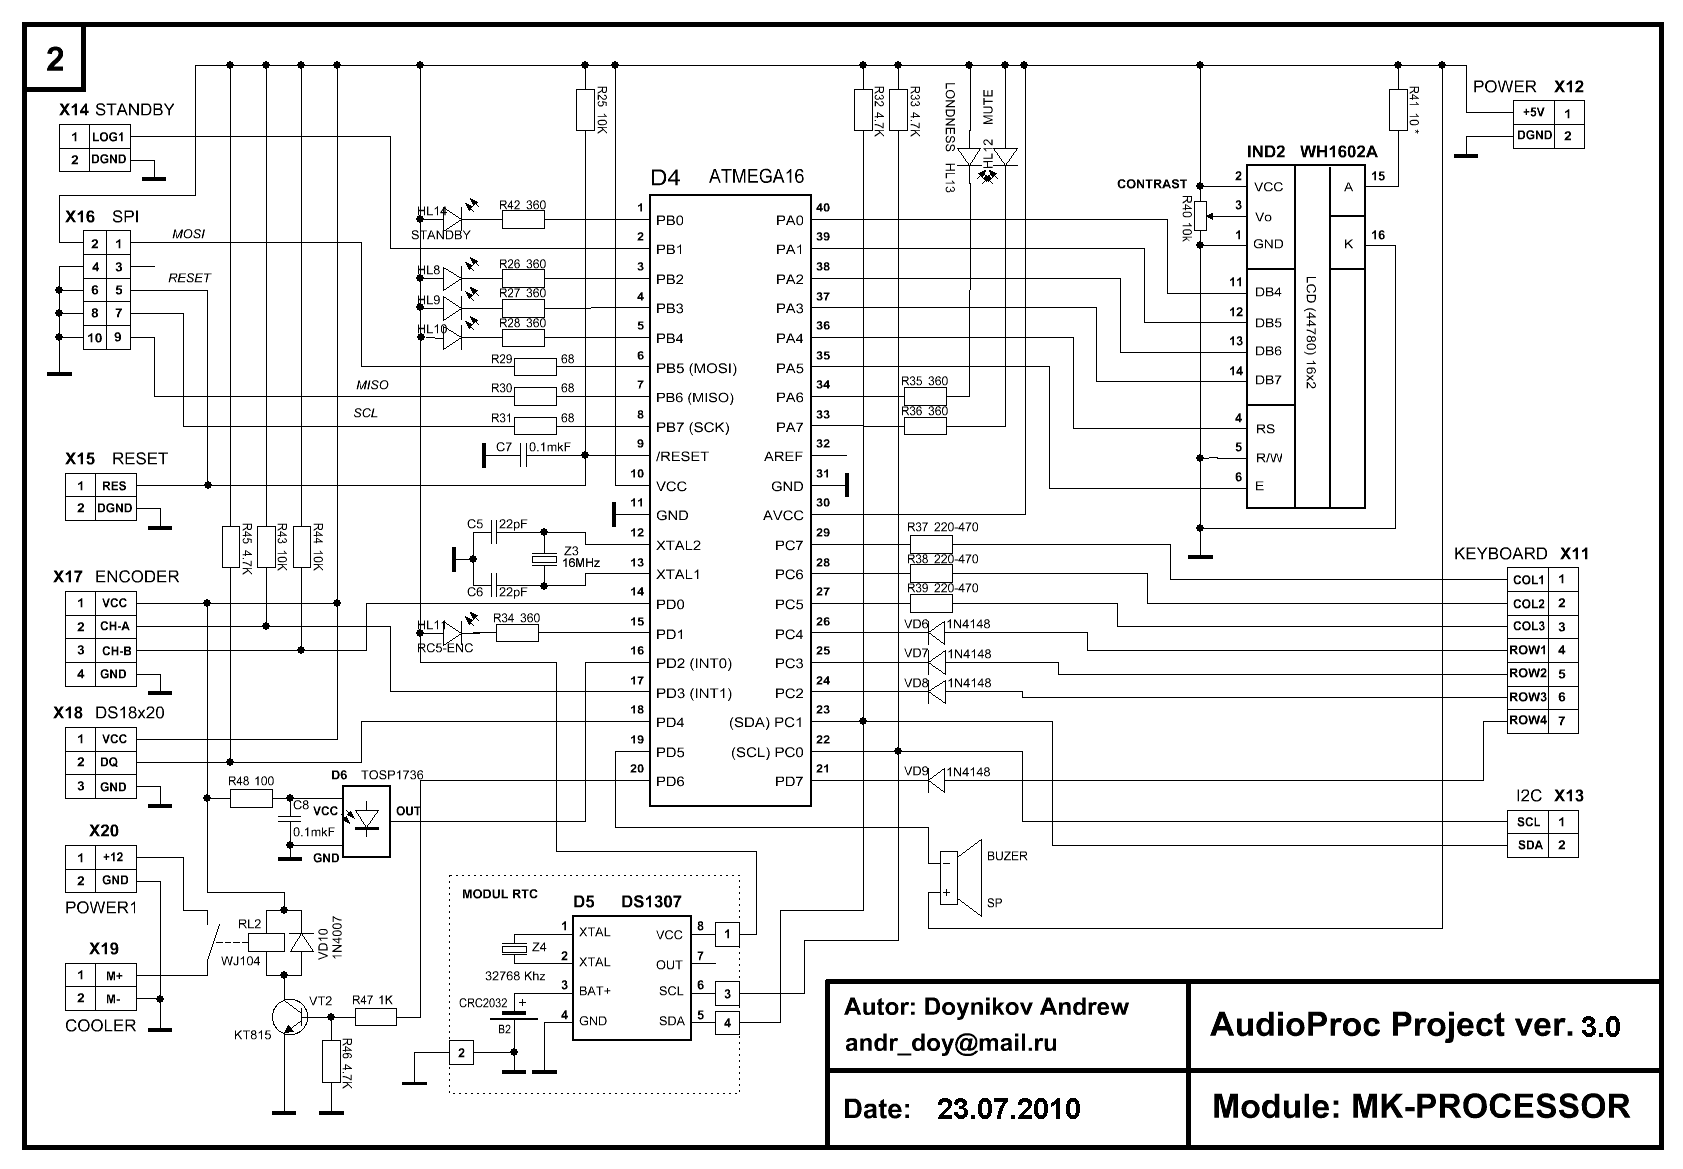 2
X14 STANDBY
1 LOG1
2 DGND
X16 SPI
2 1
4 3
6 5
8 7
10 9
MOSI
RESET
MISO
SCL
X15 RESET
1 RES
2 DGND
X17 ENCODER
1 VCC
2 CH-A
3 CH-B
4 GND
X18 DS18x20
1 VCC
2 DQ
3 GND
X20
1 +12
2 GND
POWER1
X19
1 M+
2 M-
COOLER
R45 4.7K
R43 10K
R44 10K
R48 100
C8
0.1mkF
D6 TOSP1736
VCC
OUT
GND
RL2
WJ104
VD10
1N4007
VT2
KT815
R47 1K
R46 4.7K
HL14
STANDBY
R42 360
HL8
R26 360
HL9
R27 360
HL10
R28 360
R29 68
R30 68
R31 68
C7 0.1mkF
R25 10K
C5 22pF
Z3
16MHz
C6 22pF
HL11
RC5-ENC
R34 360
D4 ATMEGA16
1 PB0
2 PB1
3 PB2
4 PB3
5 PB4
6 PB5 (MOSI)
7 PB6 (MISO)
8 PB7 (SCK)
9 /RESET
10 VCC
11 GND
12 XTAL2
13 XTAL1
14 PD0
15 PD1
16 PD2 (INT0)
17 PD3 (INT1)
18 PD4
19 PD5
20 PD6
PA0 40
PA1 39
PA2 38
PA3 37
PA4 36
PA5 35
PA6 34
PA7 33
AREF 32
GND 31
AVCC 30
PC7 29
PC6 28
PC5 27
PC4 26
PC3 25
PC2 24
(SDA) PC1 23
(SCL) PC0 22
PD7 21
R32 4.7K
R33 4.7K
LONDNESS HL13
HL12 MUTE
R35 360
R36 360
R37 220-470
R38 220-470
R39 220-470
VD6 1N4148
VD7 1N4148
VD8 1N4148
VD9 1N4148
BUZER
-
+
SP
MODUL RTC
D5 DS1307
1 XTAL
2 XTAL
3 BAT+
4 GND
VCC 8
OUT 7
SCL 6
SDA 5
1
3
4
2
Z4
32768 Khz
CRC2032 +
B2
CONTRAST
R40 10k
R41 10 *
IND2 WH1602A
2 VCC
3 Vo
1 GND
11 DB4
12 DB5
13 DB6
14 DB7
4 RS
5 R/W
6 E
A 15
K 16
LCD (44780) 16x2
POWER X12
+5V 1
DGND 2
KEYBOARD X11
COL1 1
COL2 2
COL3 3
ROW1 4
ROW2 5
ROW3 6
ROW4 7
I2C X13
SCL 1
SDA 2
Autor: Doynikov Andrew
andr_doy@mail.ru
AudioProc Project ver. 3.0
Date: 23.07.2010
Module: MK-PROCESSOR